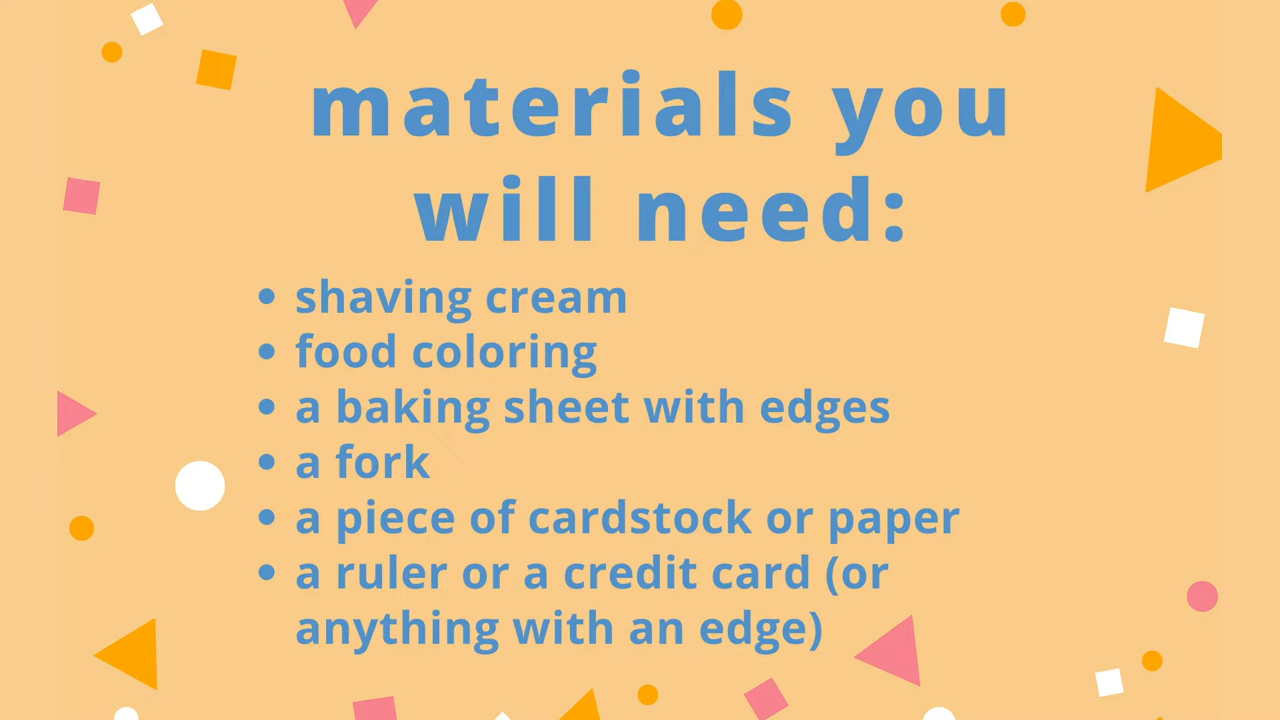 materials you
will need:
• shaving cream
• food coloring
• a baking sheet with edges
• a fork
• a piece of cardstock or paper
• a ruler or a credit card (or
anything with an edge)